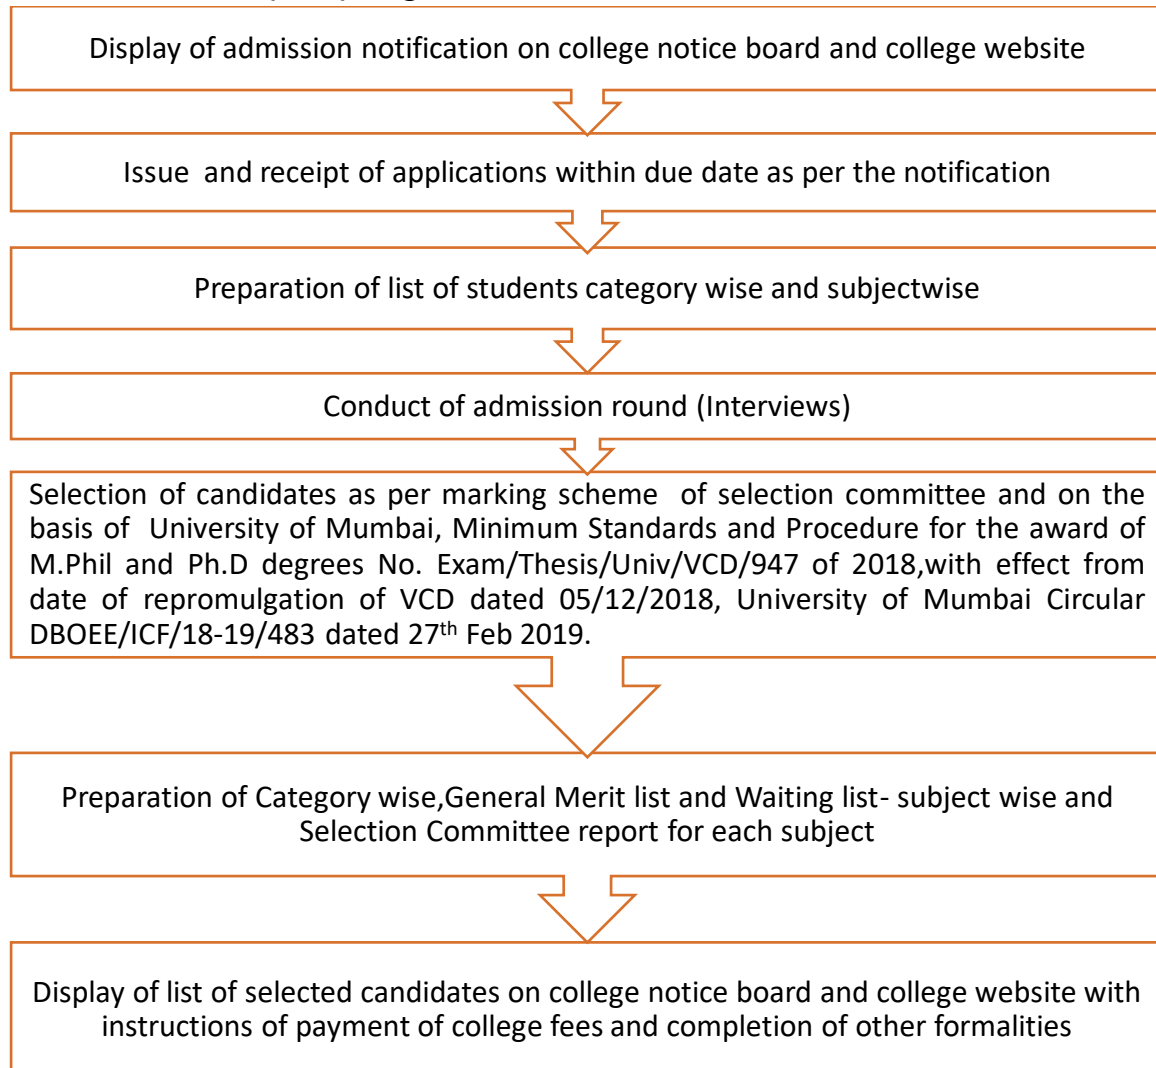 Display of admission notification on college notice board and college website
Issue  and receipt of applications within due date as per the notification
Preparation of list of students category wise and subjectwise
Conduct of admission round (Interviews)
Selection of candidates as per marking scheme  of selection committee and on the
basis of  University of Mumbai, Minimum Standards and Procedure for the award of
M.Phil and Ph.D degrees No. Exam/Thesis/Univ/VCD/947 of 2018,with effect from
date of repromulgation of VCD dated 05/12/2018, University of Mumbai Circular
DBOEE/ICF/18-19/483 dated 27th Feb 2019.
Preparation of Category wise,General Merit list and Waiting list- subject wise and
Selection Committee report for each subject
Display of list of selected candidates on college notice board and college website with
instructions of payment of college fees and completion of other formalities